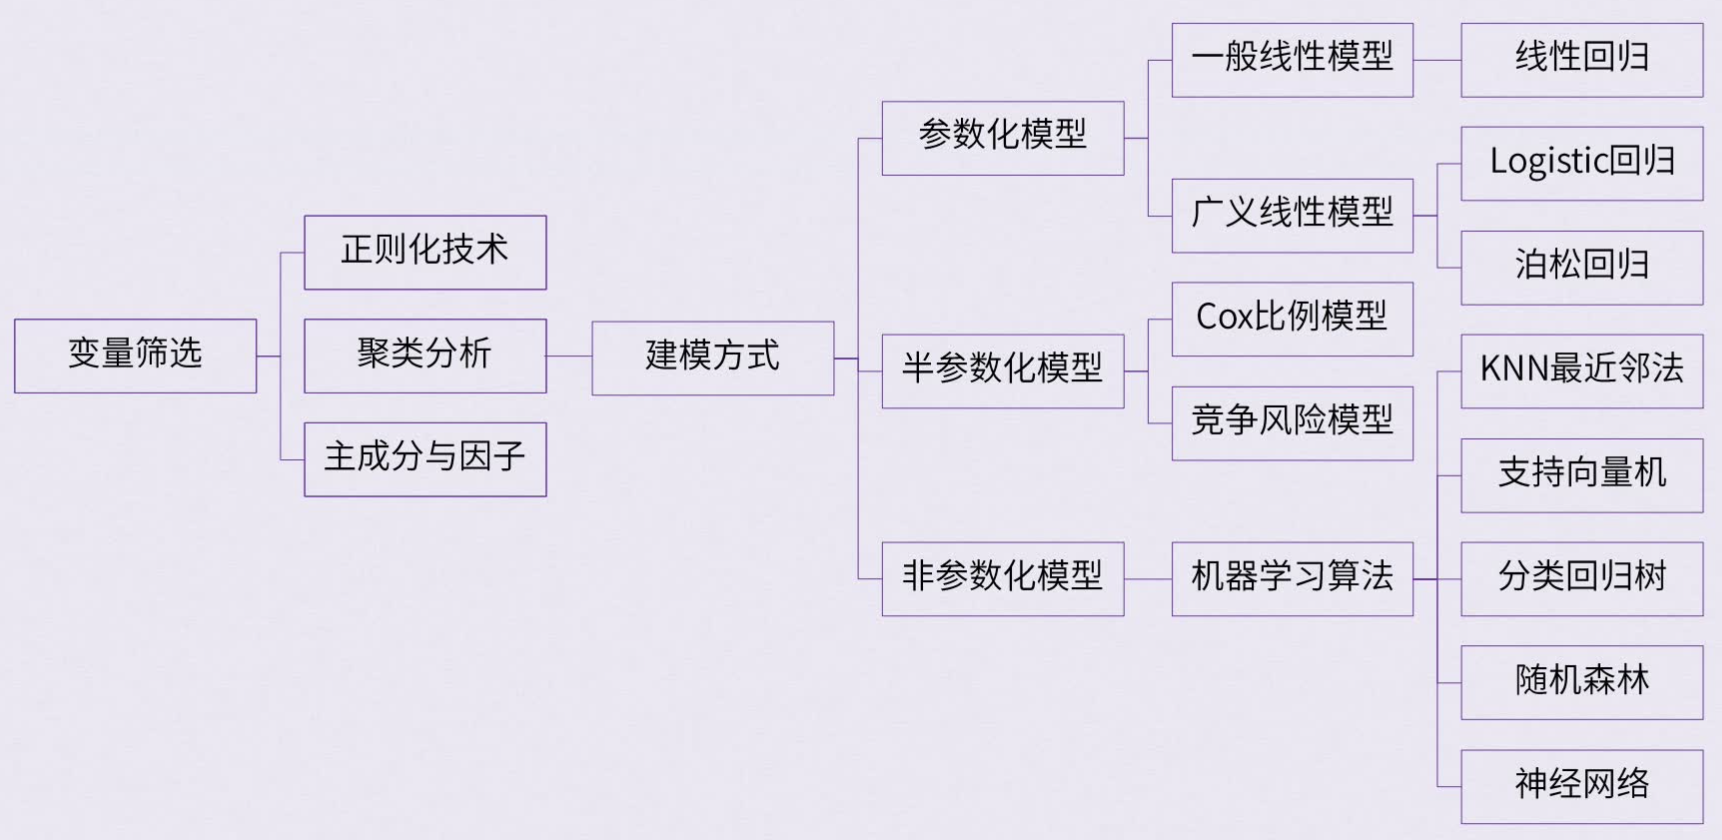 变量筛选
正则化技术
聚类分析
主成分与因子
建模方式
参数化模型
半参数化模型
非参数化模型
一般线性模型
广义线性模型
Cox比例模型
竞争风险模型
机器学习算法
线性回归
Logistic回归
泊松回归
KNN最近邻法
支持向量机
分类回归树
随机森林
神经网络